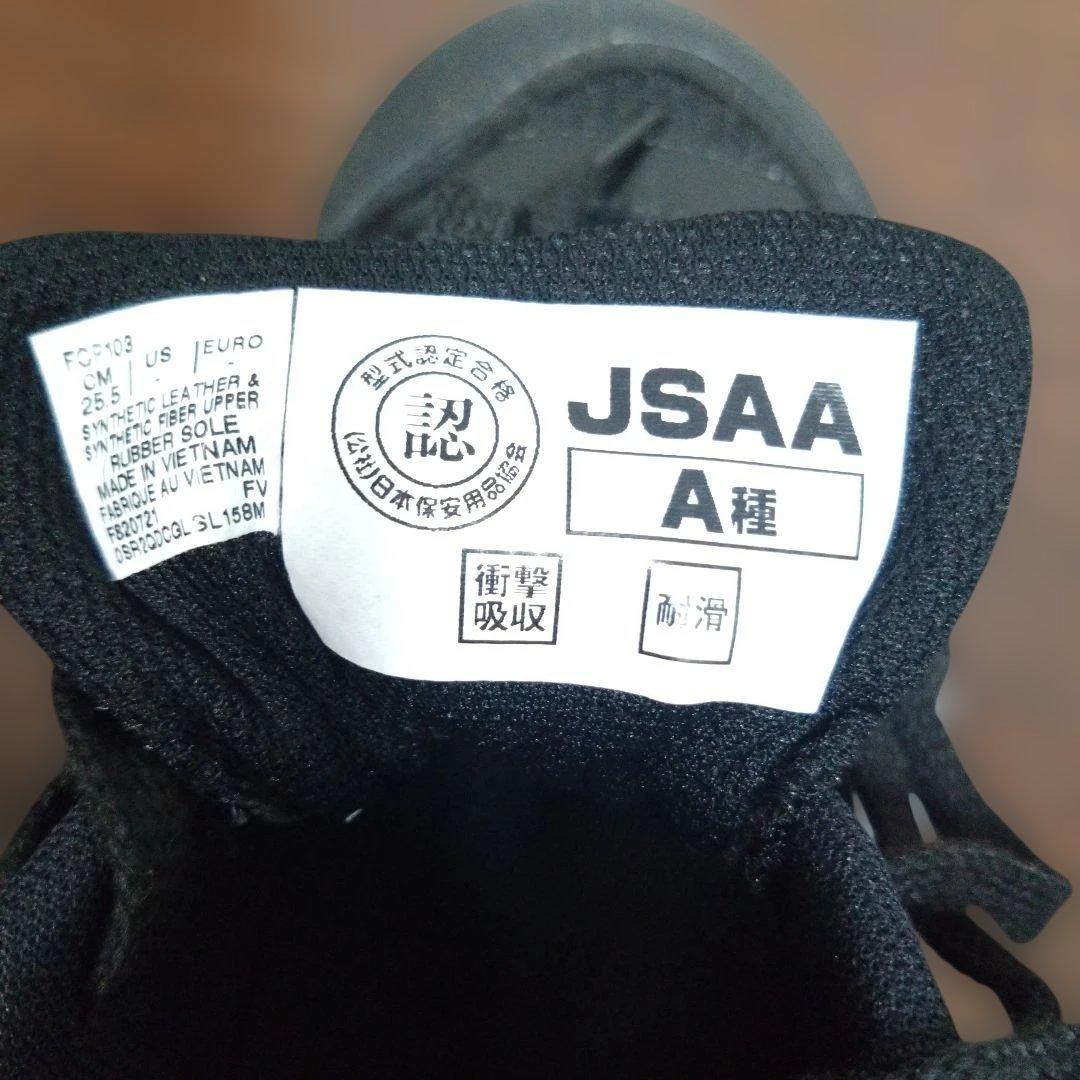 FCP103
CM | US | EURO
25.5 - -
SYNTHETIC LEATHER &
SYNTHETIC FIBER UPPER
/ RUBBER SOLE
MADE IN VIETNAM
FABRIQUE AU VIETNAM
FV
F820721
型式認定合格
認
(公社)日本保安用品協会
JSAA
A種
衝撃
吸収
耐滑